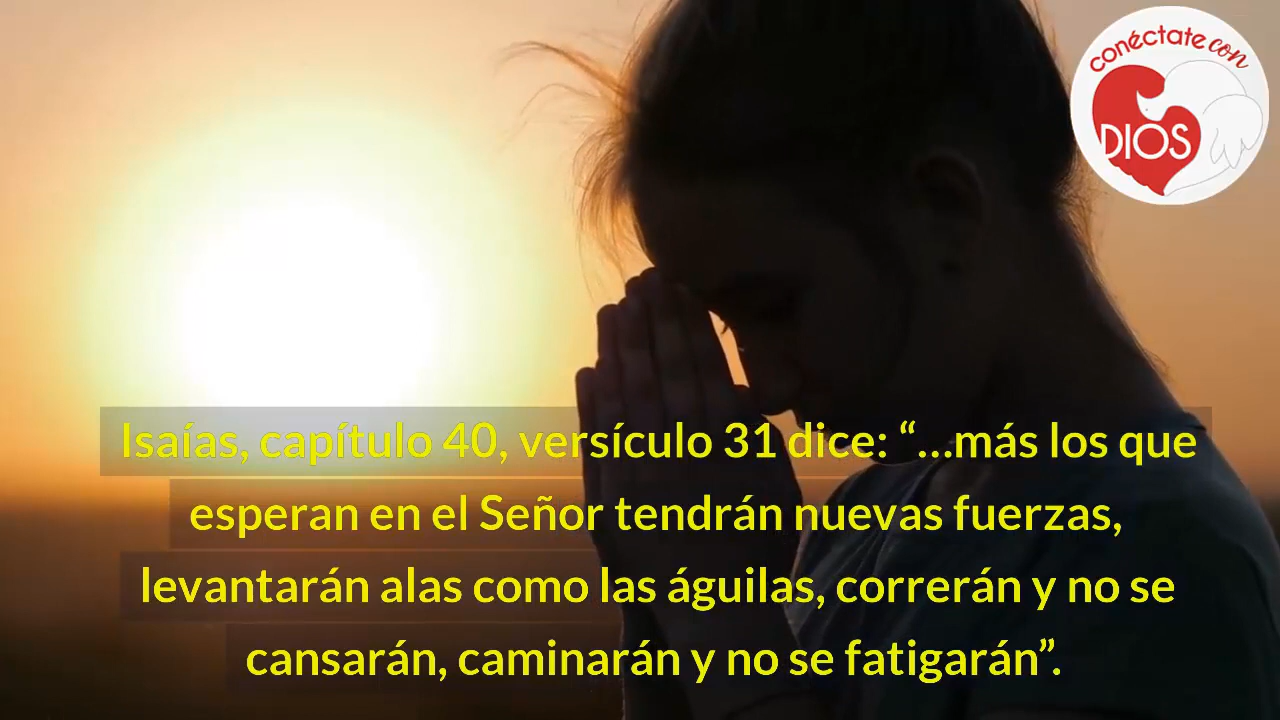 conéctate con
DIOS
Isaías, capítulo 40, versículo 31 dice: “…más los que
esperan en el Señor tendrán nuevas fuerzas,
levantarán alas como las águilas, correrán y no se
cansarán, caminarán y no se fatigarán”.